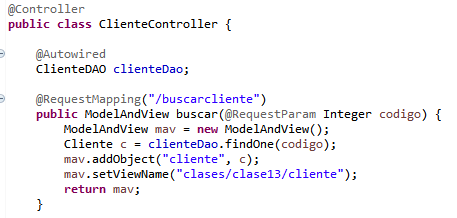 @Controller
public class ClienteController {
@Autowired
ClienteDAO clienteDao;
@RequestMapping("/buscarcliente")
public ModelAndView buscar(@RequestParam Integer codigo) {
ModelAndView mav = new ModelAndView();
Cliente c = clienteDao.findOne(codigo);
mav.addObject("cliente", c);
mav.setViewName("clases/clase13/cliente");
return mav;
}